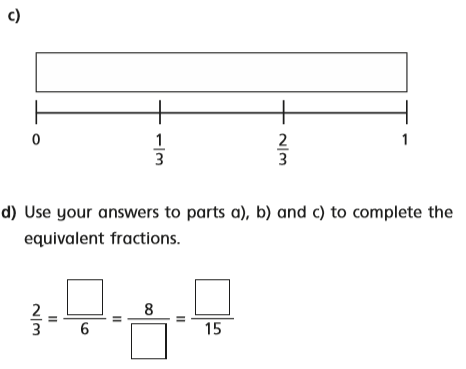 c)
0 1/3 2/3 1
d) Use your answers to parts a), b) and c) to complete the
equivalent fractions.
2/3 = □/6 = 8/□ = □/15